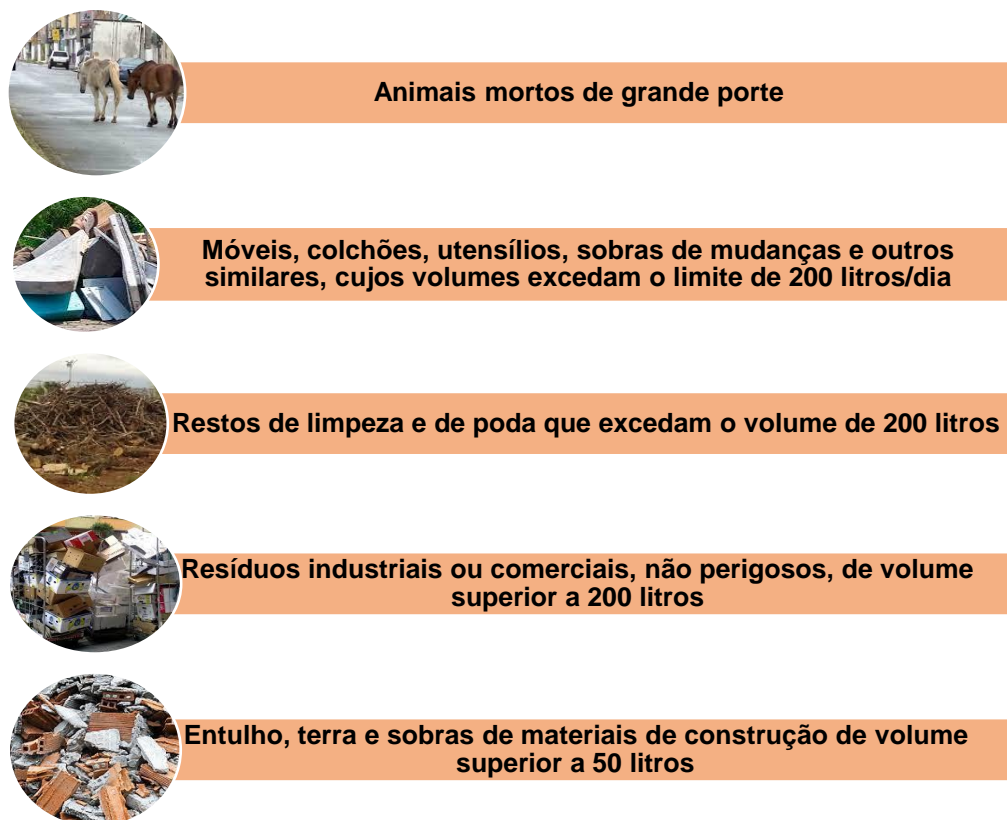 Animais mortos de grande porte
Móveis, colchões, utensílios, sobras de mudanças e outros
similares, cujos volumes excedam o limite de 200 litros/dia
Restos de limpeza e de poda que excedam o volume de 200 litros
Resíduos industriais ou comerciais, não perigosos, de volume
superior a 200 litros
Entulho, terra e sobras de materiais de construção de volume
superior a 50 litros